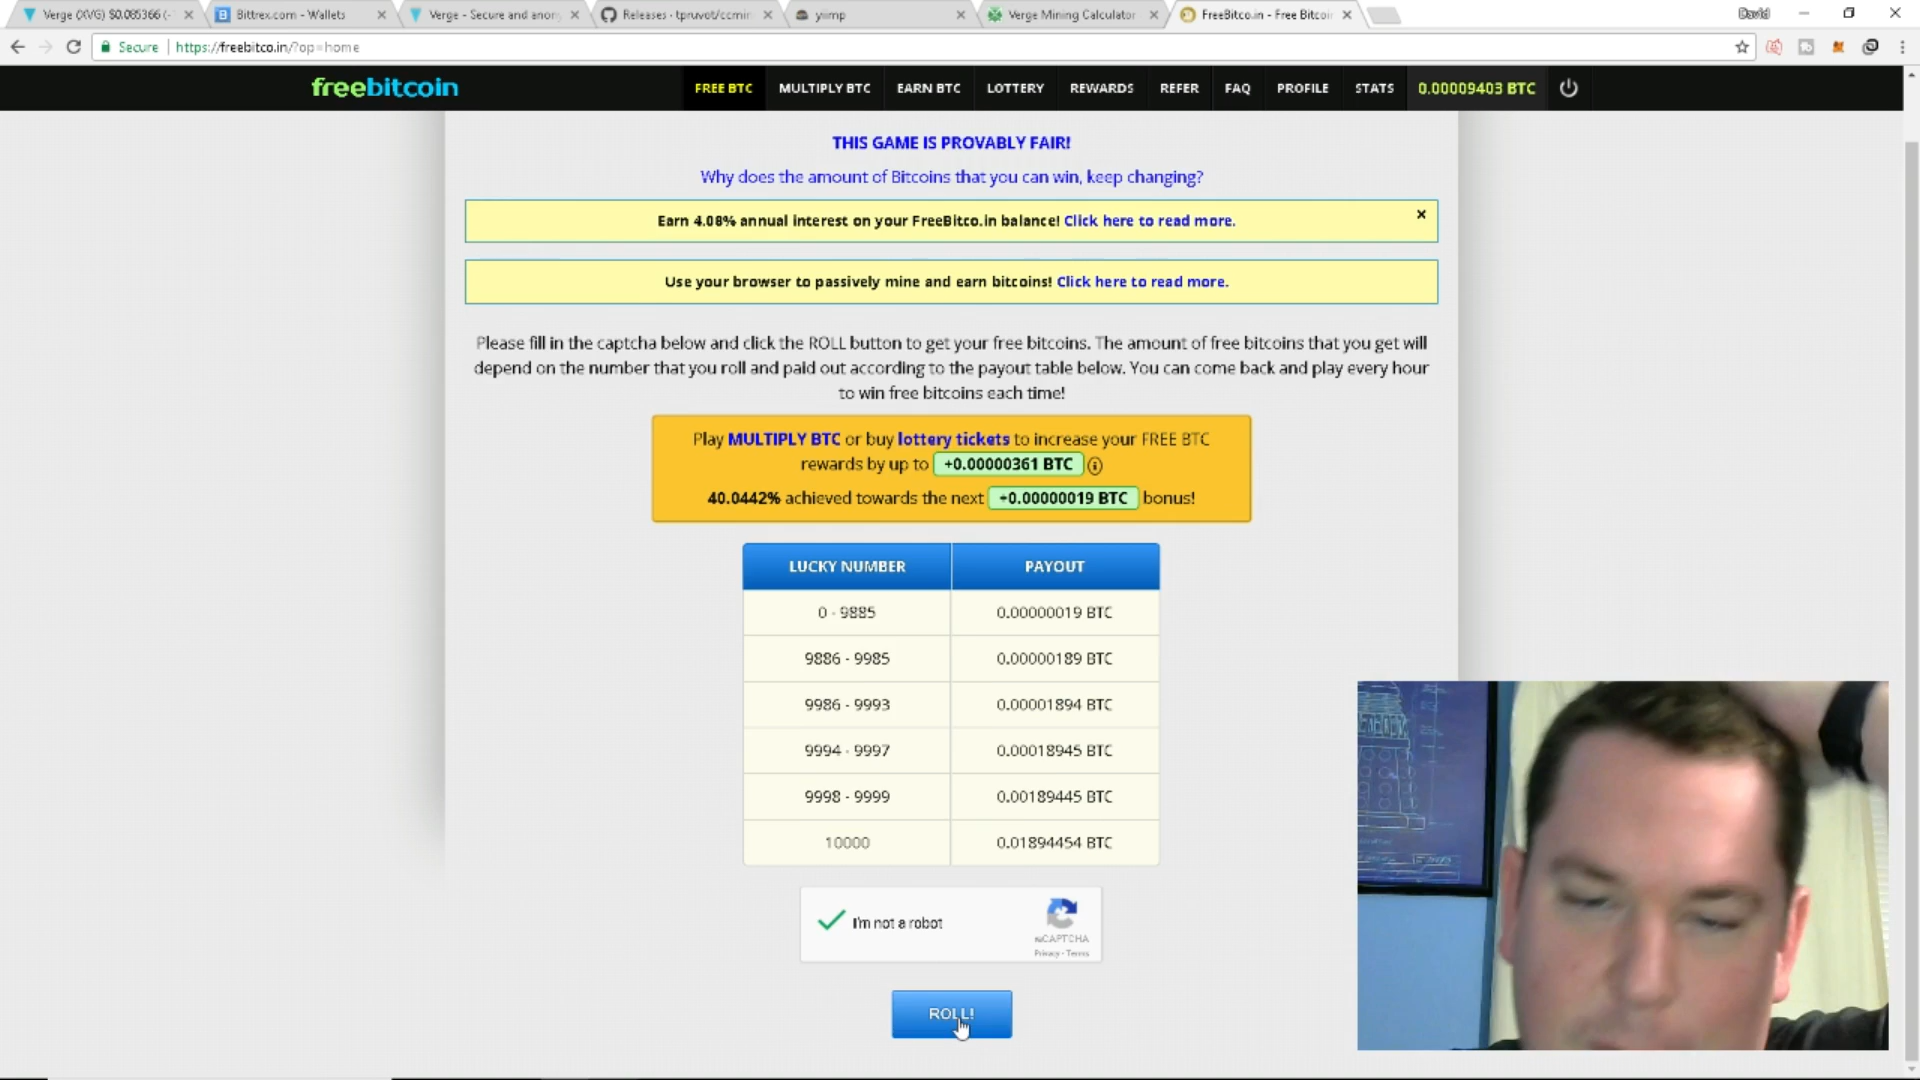 Verge (XVG) $0.085366 (-
Bittrex.com - Wallets
Verge - Secure and anon
Releases · tpruvot/ccmin
yiimp
Verge Mining Calculator
FreeBitco.in - Free Bitcoin
David
Secure | https://freebitco.in/?op=home
freebitcoin
FREE BTC
MULTIPLY BTC
EARN BTC
LOTTERY
REWARDS
REFER
FAQ
PROFILE
STATS
0.00009403 BTC
THIS GAME IS PROVABLY FAIR!
Why does the amount of Bitcoins that you can win, keep changing?
Earn 4.08% annual interest on your FreeBitco.in balance! Click here to read more.
Use your browser to passively mine and earn bitcoins! Click here to read more.
Please fill in the captcha below and click the ROLL button to get your free bitcoins. The amount of free bitcoins that you get will
depend on the number that you roll and paid out according to the payout table below. You can come back and play every hour
to win free bitcoins each time!
Play MULTIPLY BTC or buy lottery tickets to increase your FREE BTC
rewards by up to +0.00000361 BTC
40.0442% achieved towards the next +0.00000019 BTC bonus!
LUCKY NUMBER PAYOUT
0 - 9885 0.00000019 BTC
9886 - 9985 0.00000189 BTC
9986 - 9993 0.00001894 BTC
9994 - 9997 0.00018945 BTC
9998 - 9999 0.00189445 BTC
10000 0.01894454 BTC
I'm not a robot
reCAPTCHA
Privacy - Terms
ROLL!